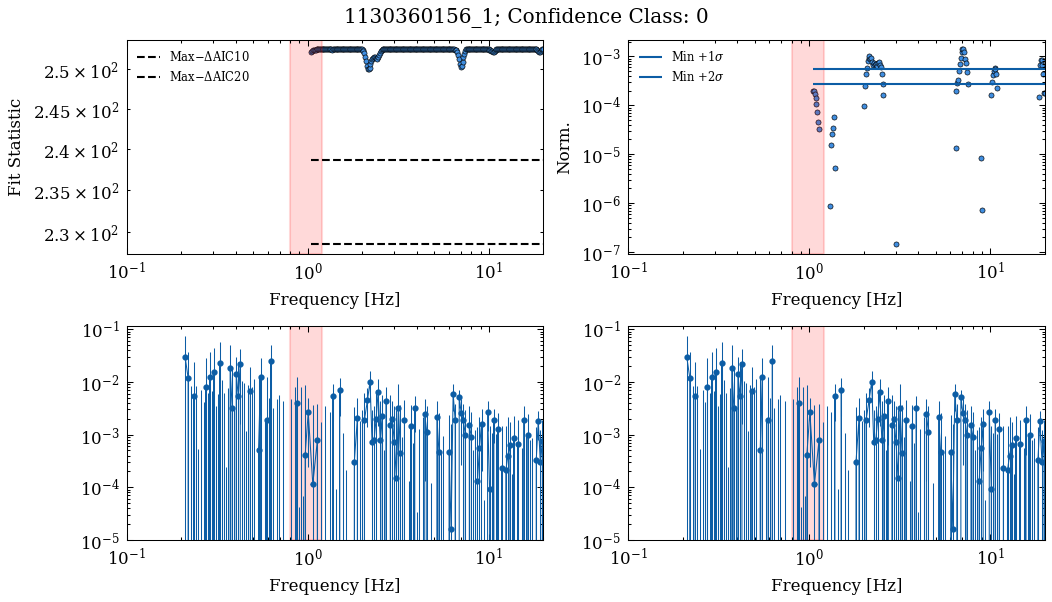 1130360156_1; Confidence Class: 0
Max−ΔAIC10
Max−ΔAIC20
Fit Statistic
2.5 × 10²
2.45 × 10²
2.4 × 10²
2.35 × 10²
2.3 × 10²
10⁻¹ 10⁰ 10¹
Frequency [Hz]
Min +1σ
Min +2σ
Norm.
10⁻³
10⁻⁴
10⁻⁵
10⁻⁶
10⁻⁷
10⁻¹ 10⁰ 10¹
Frequency [Hz]
10⁻¹
10⁻²
10⁻³
10⁻⁴
10⁻⁵
10⁻¹ 10⁰ 10¹
Frequency [Hz]
10⁻¹
10⁻²
10⁻³
10⁻⁴
10⁻⁵
10⁻¹ 10⁰ 10¹
Frequency [Hz]